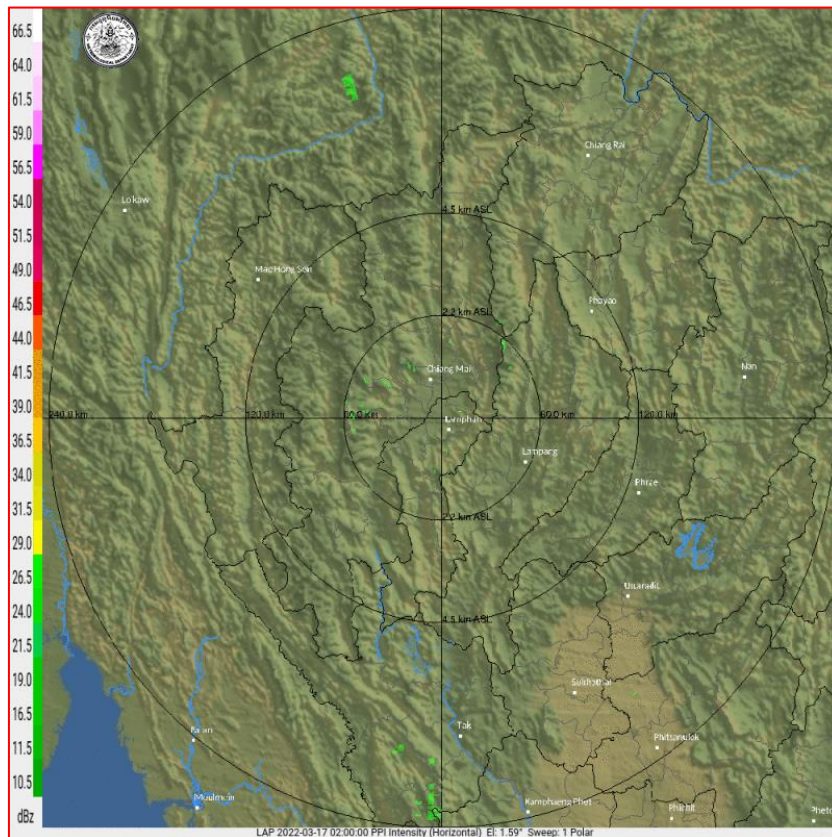 66.5
64.0
61.5
59.0
56.5
54.0
51.5
49.0
46.5
44.0
41.5
39.0
36.5
34.0
31.5
29.0
26.5
24.0
21.5
19.0
16.5
11.5
10.5
dBz
Chiang Rai
Loikaw
4.5 km ASL
Mae Hong Son
Phayao
2.2 km ASL
Chiang Mai
Nan
240.0 km
120.0 km
60.0 km
60.0 km
120.0 km
Lamphun
Lampang
Phrae
2.2 km ASL
Uttaradit
4.5 km ASL
Sukhothai
Tak
Phitsanulok
Moulmein
Kamphaeng Phet
Phichit
LAP 2022-03-17 02:00:00 PPI Intensity (Horizontal) El: 1.59° Sweep: 1 Polar